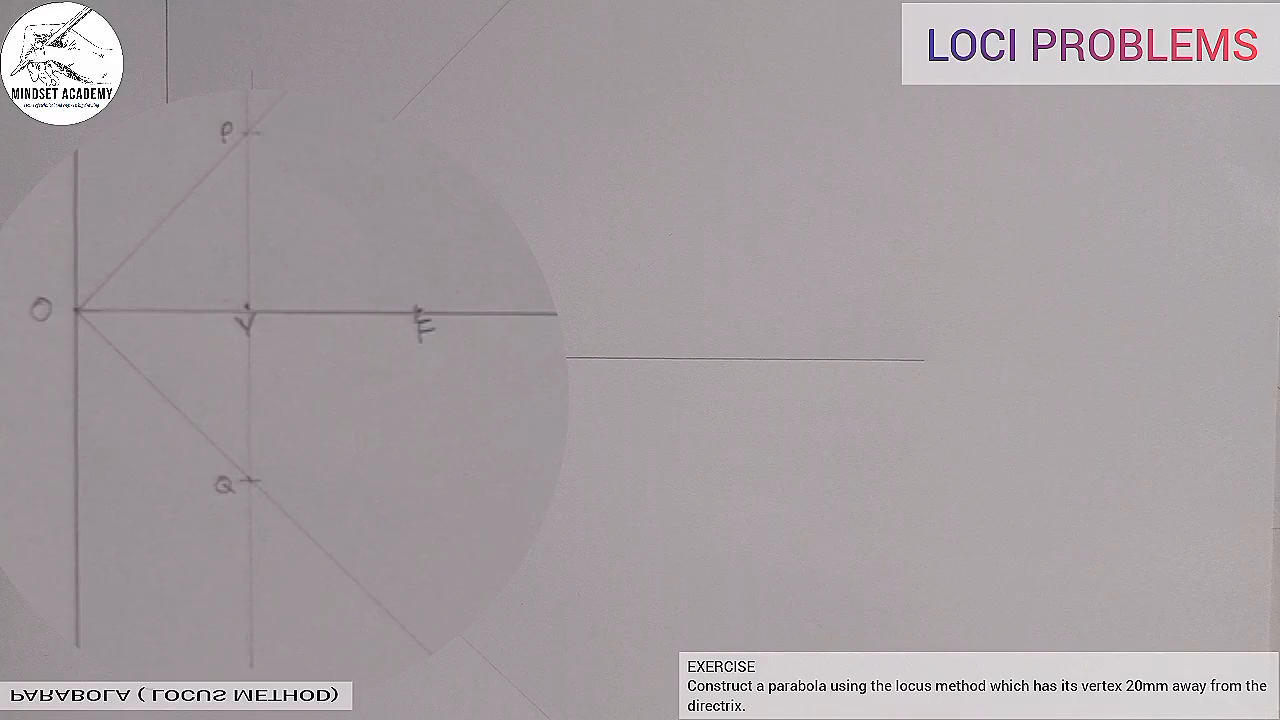 MINDSET ACADEMY
LOCI PROBLEMS
P
O
V
F
Q
PARABOLA ( LOCUS METHOD)
EXERCISE
Construct a parabola using the locus method which has its vertex 20mm away from the
directrix.